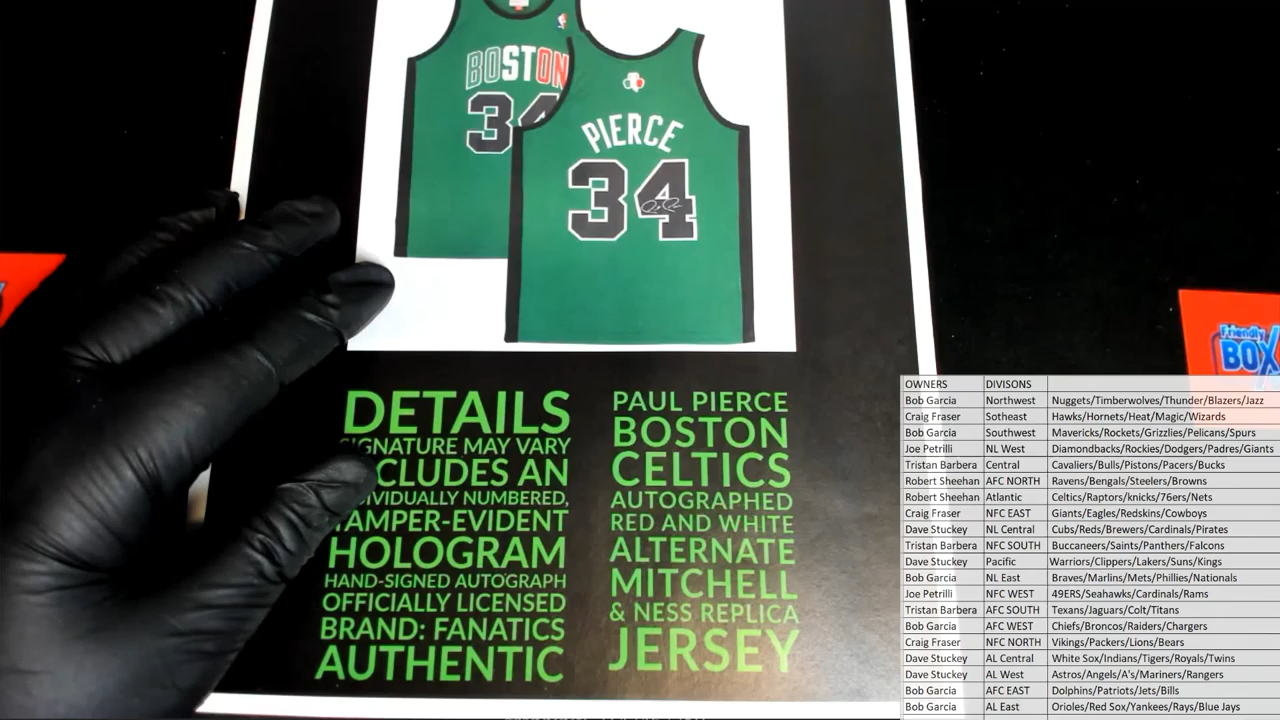 BOSTON
34
PIERCE
34
DETAILS
SIGNATURE MAY VARY
INDIVIDUALLY NUMBERED,
TAMPER-EVIDENT
HOLOGRAM
HAND-SIGNED AUTOGRAPH
OFFICIALLY LICENSED
BRAND: FANATICS
AUTHENTIC
PAUL PIERCE
BOSTON
CELTICS
AUTOGRAPHED
RED AND WHITE
ALTERNATE
MITCHELL
& NESS REPLICA
JERSEY
Friendly
BOX
OWNERS DIVISONS
Bob Garcia Northwest Nuggets/Timberwolves/Thunder/Blazers/Jazz
Craig Fraser Sotheast Hawks/Hornets/Heat/Magic/Wizards
Bob Garcia Southwest Mavericks/Rockets/Grizzlies/Pelicans/Spurs
Joe Petrilli NL West Diamondbacks/Rockies/Dodgers/Padres/Giants
Tristan Barbera Central Cavaliers/Bulls/Pistons/Pacers/Bucks
Robert Sheehan AFC NORTH Ravens/Bengals/Steelers/Browns
Robert Sheehan Atlantic Celtics/Raptors/knicks/76ers/Nets
Craig Fraser NFC EAST Giants/Eagles/Redskins/Cowboys
Dave Stuckey NL Central Cubs/Reds/Brewers/Cardinals/Pirates
Tristan Barbera NFC SOUTH Buccaneers/Saints/Panthers/Falcons
Dave Stuckey Pacific Warriors/Clippers/Lakers/Suns/Kings
Bob Garcia NL East Braves/Marlins/Mets/Phillies/Nationals
Joe Petrilli NFC WEST 49ERS/Seahawks/Cardinals/Rams
Tristan Barbera AFC SOUTH Texans/Jaguars/Colt/Titans
Bob Garcia AFC WEST Chiefs/Broncos/Raiders/Chargers
Craig Fraser NFC NORTH Vikings/Packers/Lions/Bears
Dave Stuckey AL Central White Sox/Indians/Tigers/Royals/Twins
Dave Stuckey AL West Astros/Angels/A's/Mariners/Rangers
Bob Garcia AFC EAST Dolphins/Patriots/Jets/Bills
Bob Garcia AL East Orioles/Red Sox/Yankees/Rays/Blue Jays